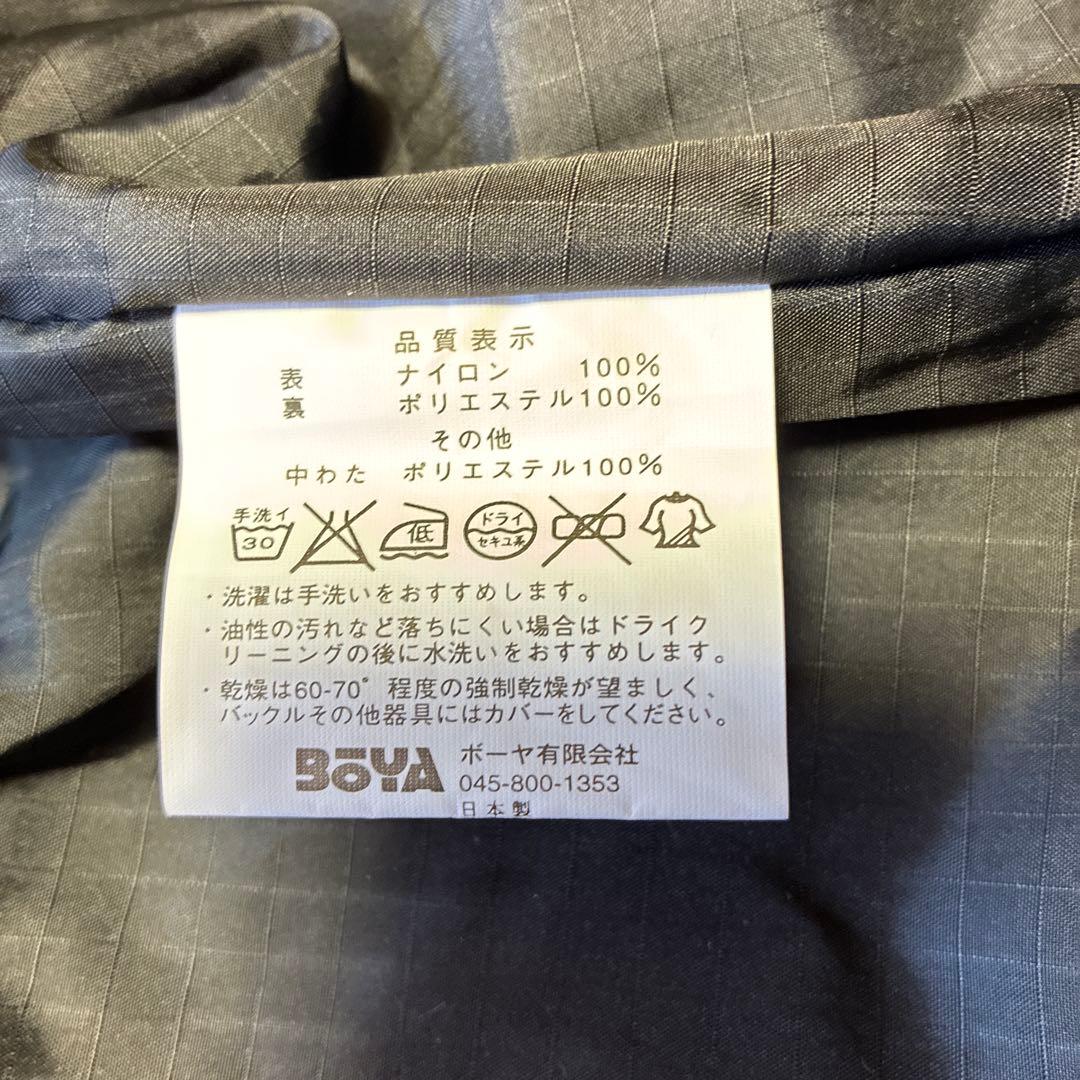 品質表示
表 ナイロン 100%
裏 ポリエステル100%
その他
中わた ポリエステル100%
手洗イ 30 低 ドライ セキユ系
・洗濯は手洗いをおすすめします。
・油性の汚れなど落ちにくい場合はドライク
リーニングの後に水洗いをおすすめします。
・乾燥は60-70°程度の強制乾燥が望ましく、
バックルその他器具にはカバーをしてください。
BōYA ボーヤ有限会社
045-800-1353
日本製